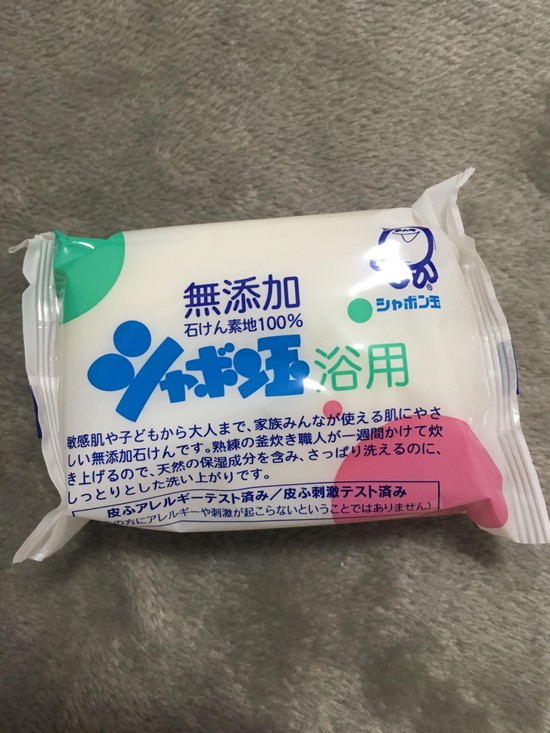 シャボン玉
無添加
石けん素地100%
シャボン玉 浴用
敏感肌や子どもから大人まで、家族みんなが使える肌にやさ
しい無添加石けんです。熟練の釜炊き職人が一週間かけて炊
き上げるので、天然の保湿成分を含み、さっぱり洗えるのに、
しっとりとした洗い上がりです。
皮ふアレルギーテスト済み/皮ふ刺激テスト済み
の方にアレルギーや刺激が起こらないということではありません)